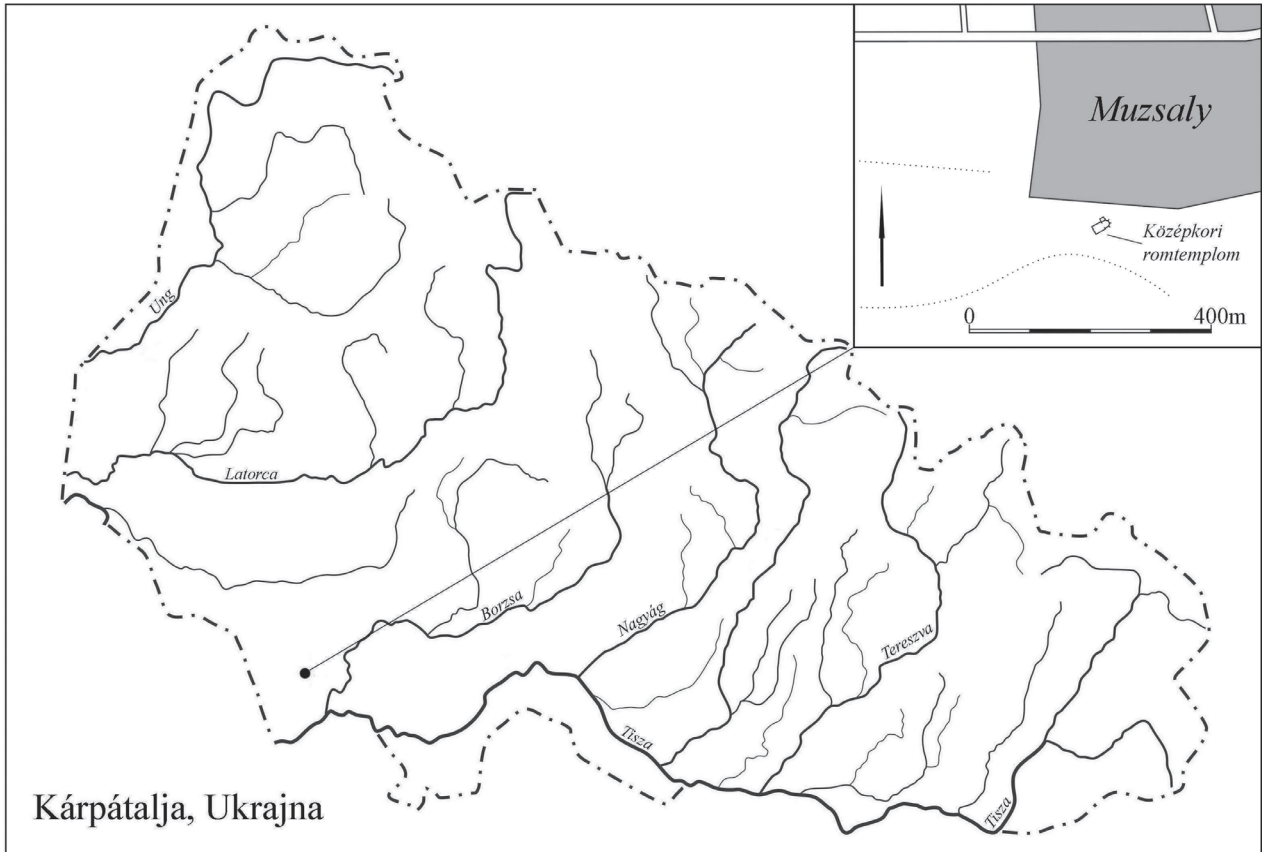 Muzsaly
Középkori
romtemplom
0
400m
Ung
Latorca
Borzsa
Nagyág
Tereszva
Tisza
Tisza
Kárpátalja, Ukrajna